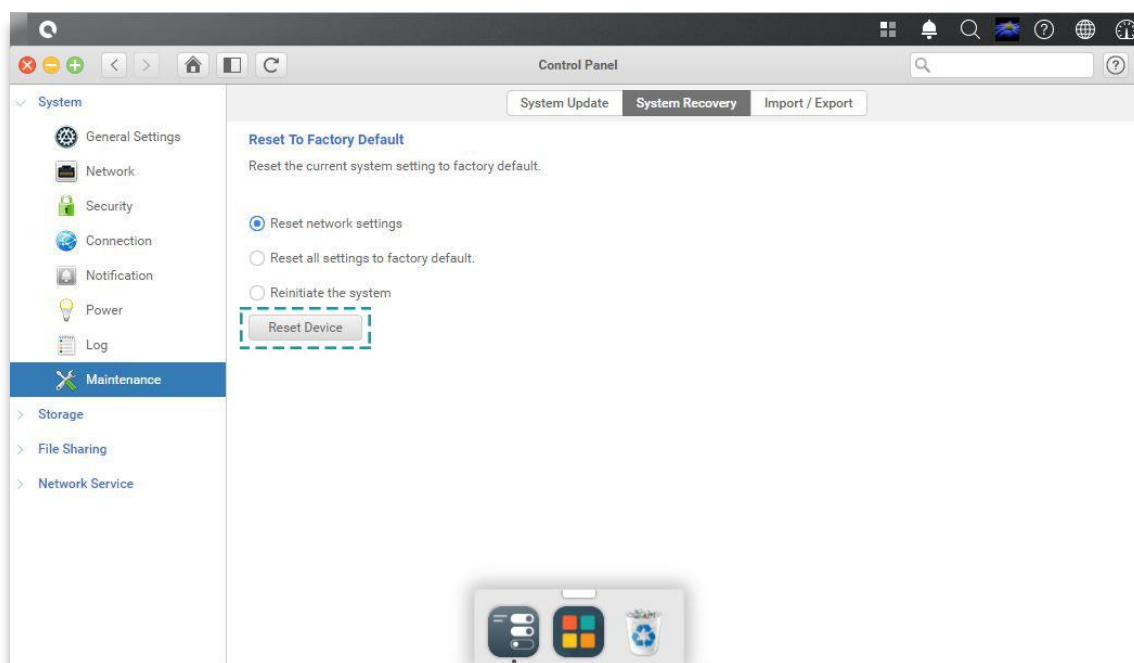 Control Panel
System
System Update System Recovery Import / Export
General Settings
Network
Security
Connection
Notification
Power
Log
Maintenance
Storage
File Sharing
Network Service
Reset To Factory Default
Reset the current system setting to factory default.
Reset network settings
Reset all settings to factory default.
Reinitiate the system
Reset Device